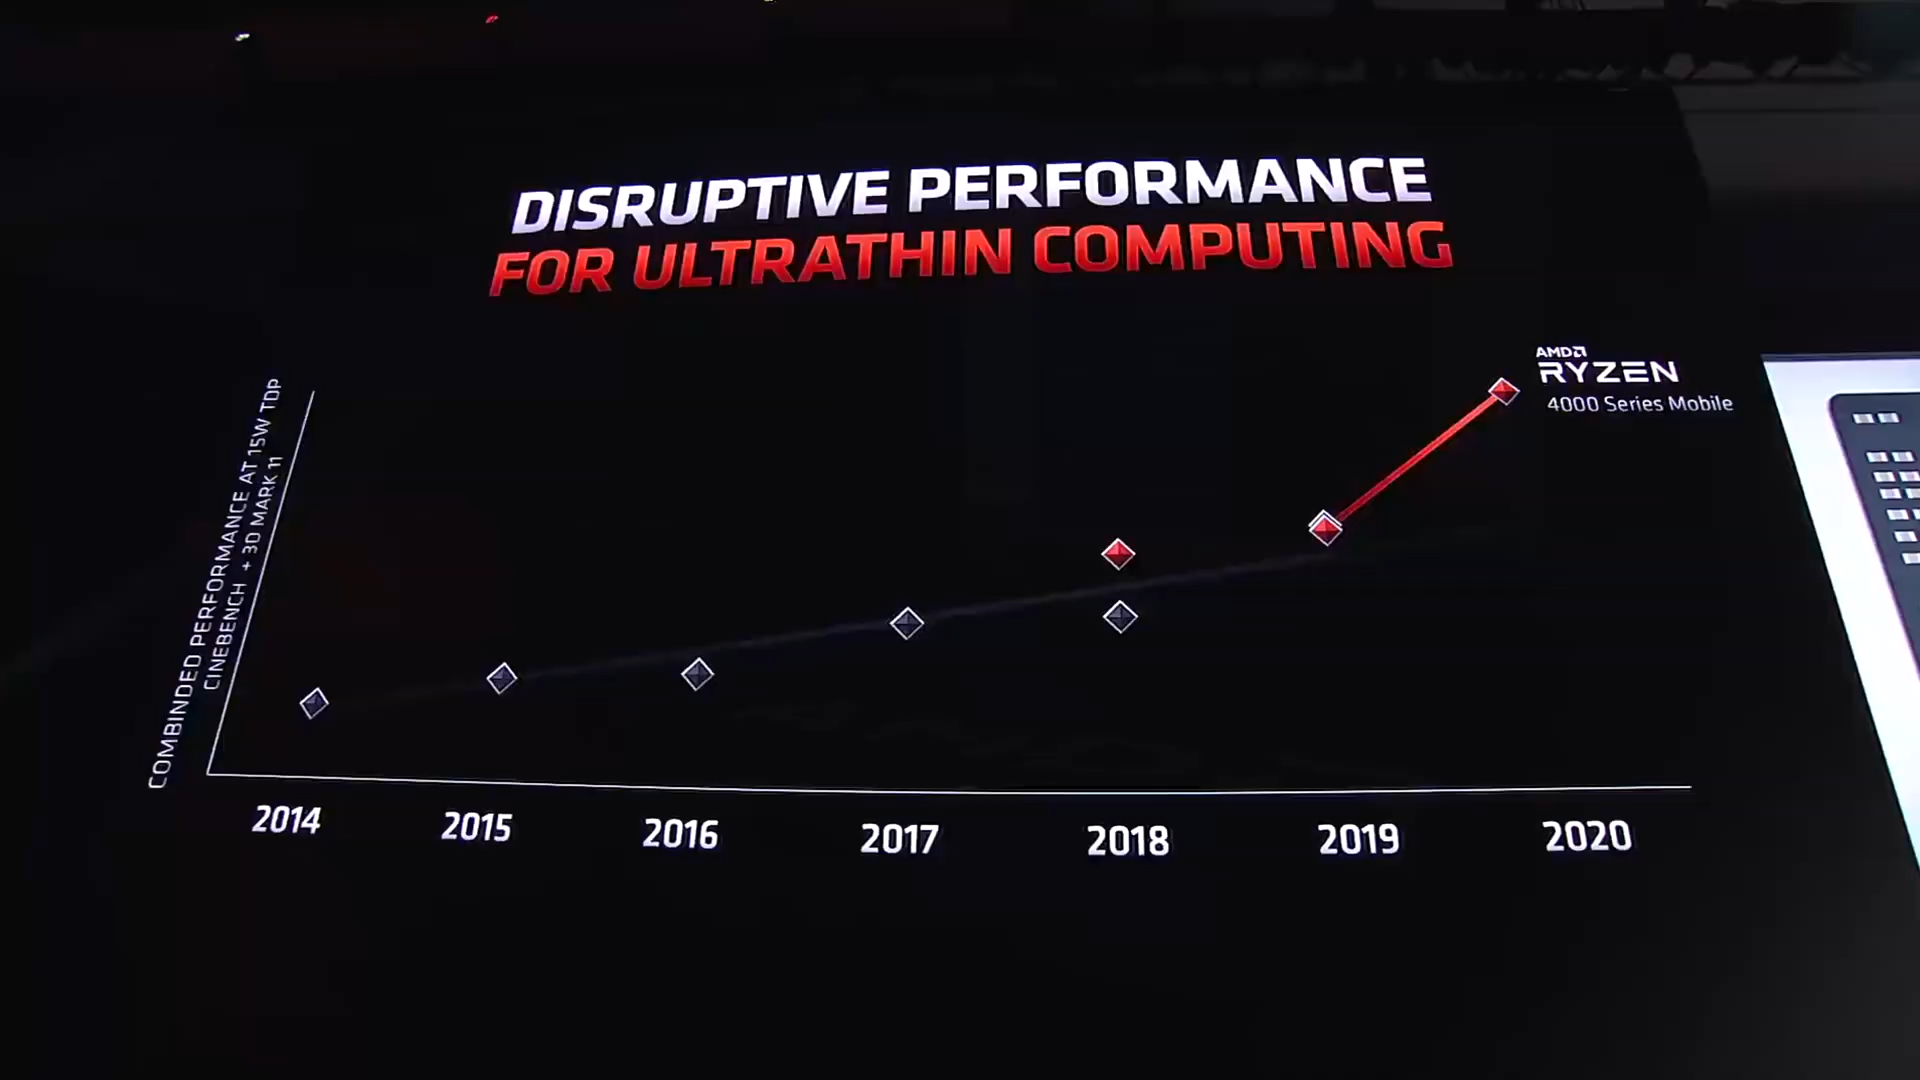 DISRUPTIVE PERFORMANCE
FOR ULTRATHIN COMPUTING
AMD
RYZEN
4000 Series Mobile
COMBINDED PERFORMANCE AT 15W TDP
CINEBENCH + 3D MARK 11
2014 2015 2016 2017 2018 2019 2020